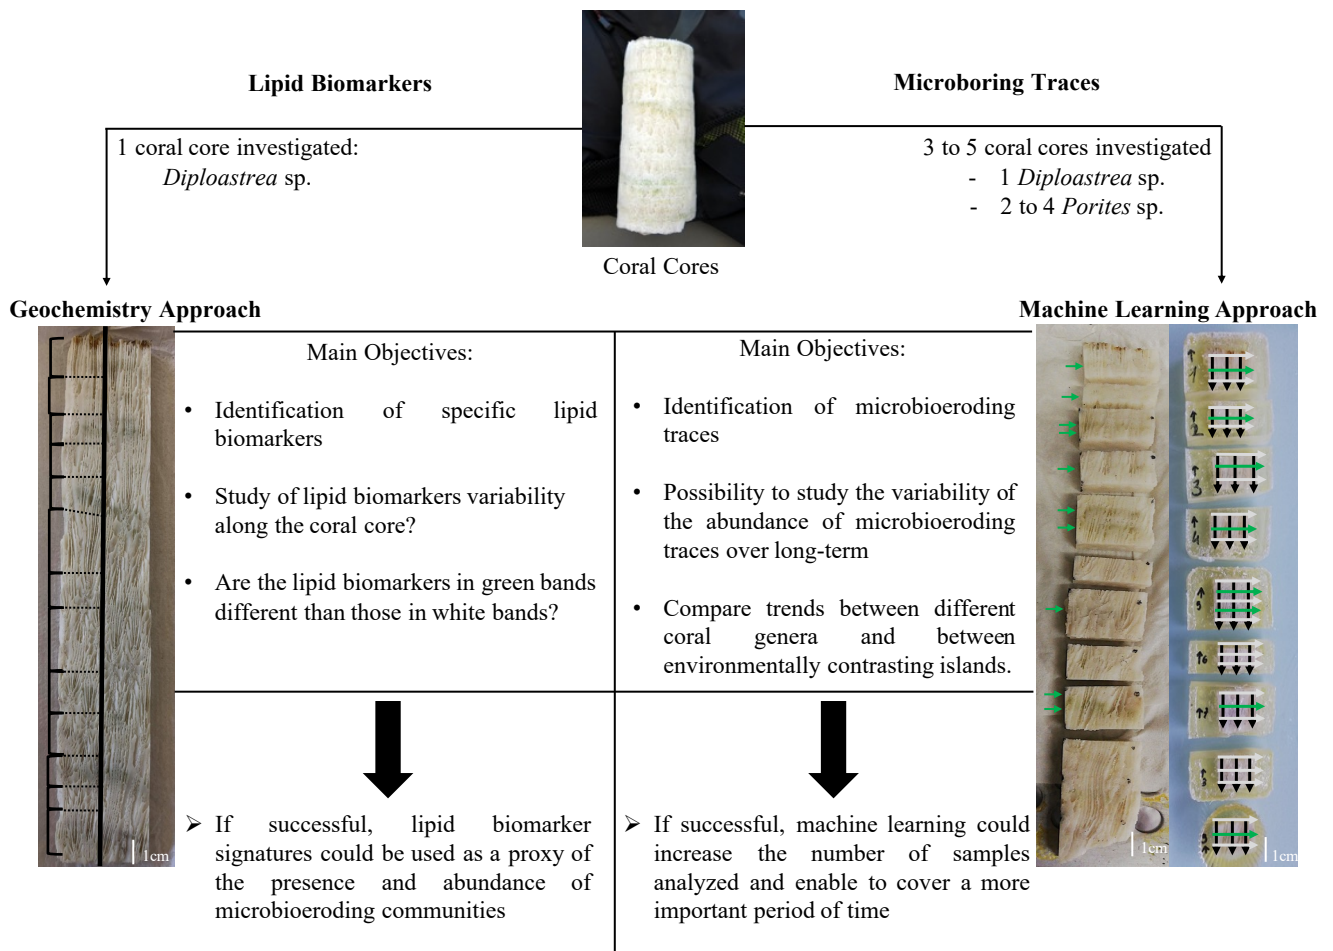 Lipid Biomarkers
Microboring Traces
1 coral core investigated:
Diploastrea sp.
3 to 5 coral cores investigated
- 1 Diploastrea sp.
- 2 to 4 Porites sp.
Coral Cores
Geochemistry Approach
Machine Learning Approach
Main Objectives:
• Identification of specific lipid
biomarkers
• Study of lipid biomarkers variability
along the coral core?
• Are the lipid biomarkers in green bands
different than those in white bands?
Main Objectives:
• Identification of microbioeroding
traces
• Possibility to study the variability of
the abundance of microbioeroding
traces over long-term
• Compare trends between different
coral genera and between
environmentally contrasting islands.
➢ If successful, lipid biomarker
signatures could be used as a proxy of
the presence and abundance of
microbioeroding communities
➢ If successful, machine learning could
increase the number of samples
analyzed and enable to cover a more
important period of time
1cm
1cm
1cm
1
2
3
4
6